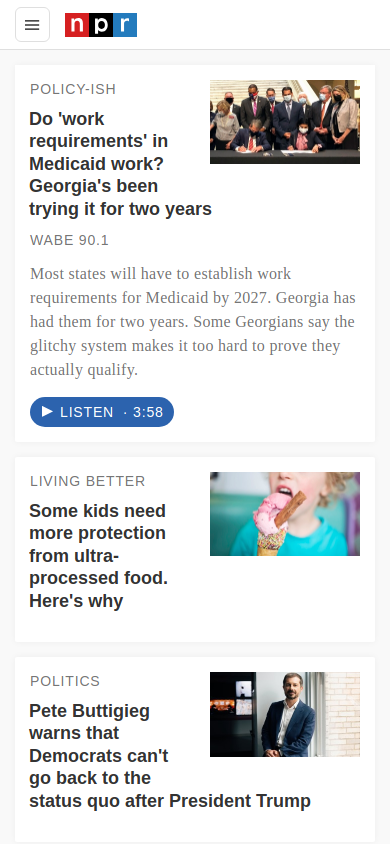 npr
POLICY-ISH
Do 'work
requirements' in
Medicaid work?
Georgia's been
trying it for two years
WABE 90.1
Most states will have to establish work
requirements for Medicaid by 2027. Georgia has
had them for two years. Some Georgians say the
glitchy system makes it too hard to prove they
actually qualify.
LISTEN · 3:58
LIVING BETTER
Some kids need
more protection
from ultra-
processed food.
Here's why
POLITICS
Pete Buttigieg
warns that
Democrats can't
go back to the
status quo after President Trump